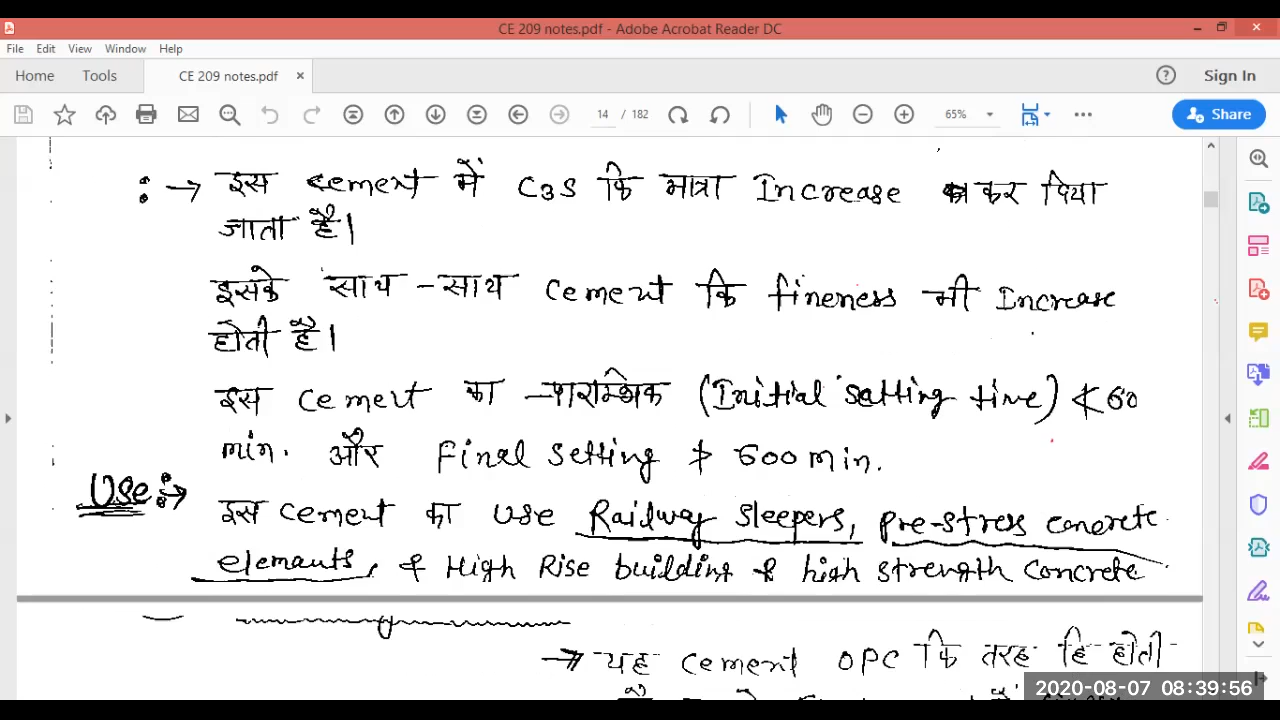 CE 209 notes.pdf - Adobe Acrobat Reader DC
File Edit View Window Help
Home Tools CE 209 notes.pdf × Sign In
14 / 182 65% Share
:→ इस cement में C3S कि मात्रा Increase कर दिया
जाता है।
इसके साथ-साथ cement कि fineness भी Increase
होती है।
इस cement का प्रारम्भिक (Initial setting time) ≮ 60
min. और Final setting ≯ 600 min.
Use:→ इस cement का use Railway sleepers, pre-stress concrete
elemants, & High Rise building & high strength concrete
→ यह cement OPC कि तरह हि होती
2020-08-07 08:39:56